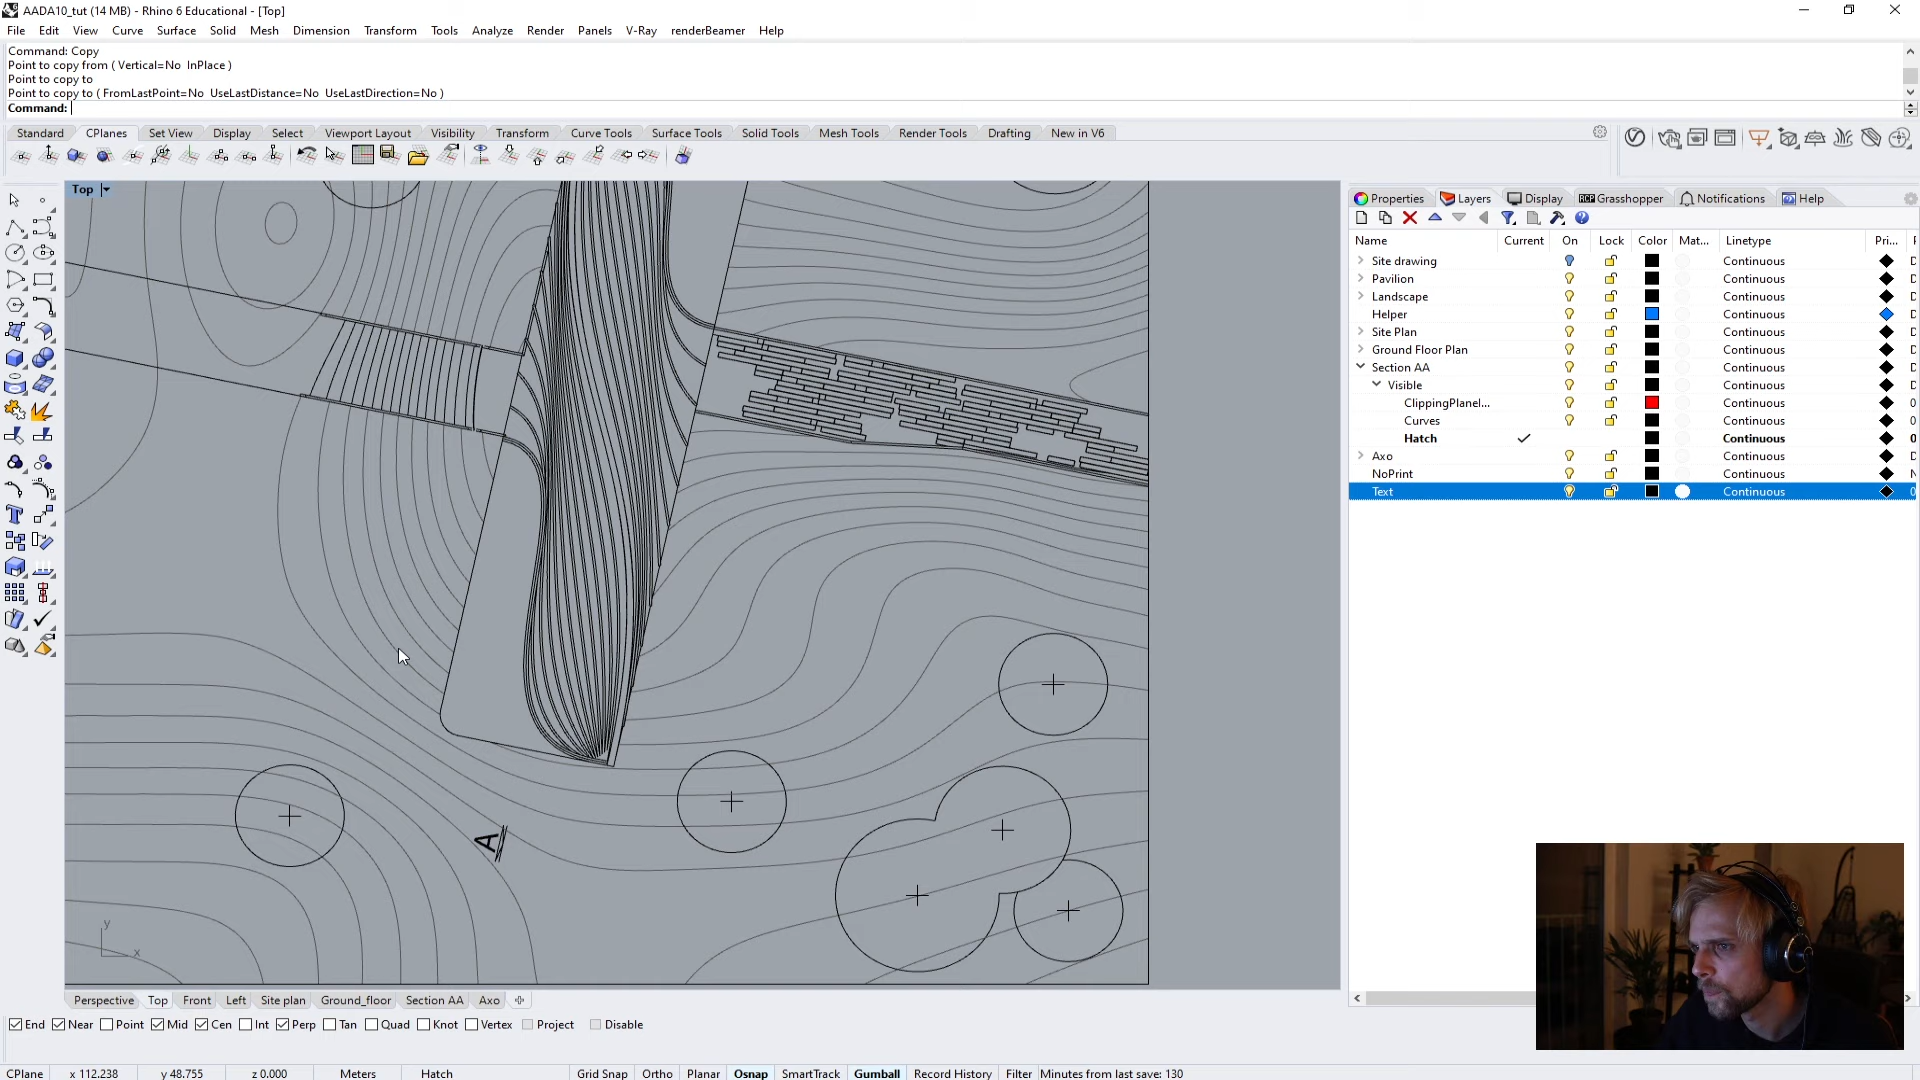 AADA10_tut (14 MB) - Rhino 6 Educational - [Top]
File Edit View Curve Surface Solid Mesh Dimension Transform Tools Analyze Render Panels V-Ray renderBeamer Help
Command: Copy
Point to copy from ( Vertical=No InPlace )
Point to copy to
Point to copy to ( FromLastPoint=No UseLastDistance=No UseLastDirection=No )
Command:
Standard CPlanes Set View Display Select Viewport Layout Visibility Transform Curve Tools Surface Tools Solid Tools Mesh Tools Render Tools Drafting New in V6
Top
Properties Layers Display Grasshopper Notifications Help
Name Current On Lock Color Mat... Linetype Pri...
Site drawing Continuous
Pavilion Continuous
Landscape Continuous
Helper Continuous
Site Plan Continuous
Ground Floor Plan Continuous
Section AA Continuous
Visible Continuous
ClippingPlaneI... Continuous
Curves Continuous
Hatch Continuous
Axo Continuous
NoPrint Continuous
Text Continuous
A
y
x
Perspective Top Front Left Site plan Ground_floor Section AA Axo
End Near Point Mid Cen Int Perp Tan Quad Knot Vertex Project Disable
CPlane x 112.238 y 48.755 z 0.000 Meters Hatch Grid Snap Ortho Planar Osnap SmartTrack Gumball Record History Filter Minutes from last save: 130